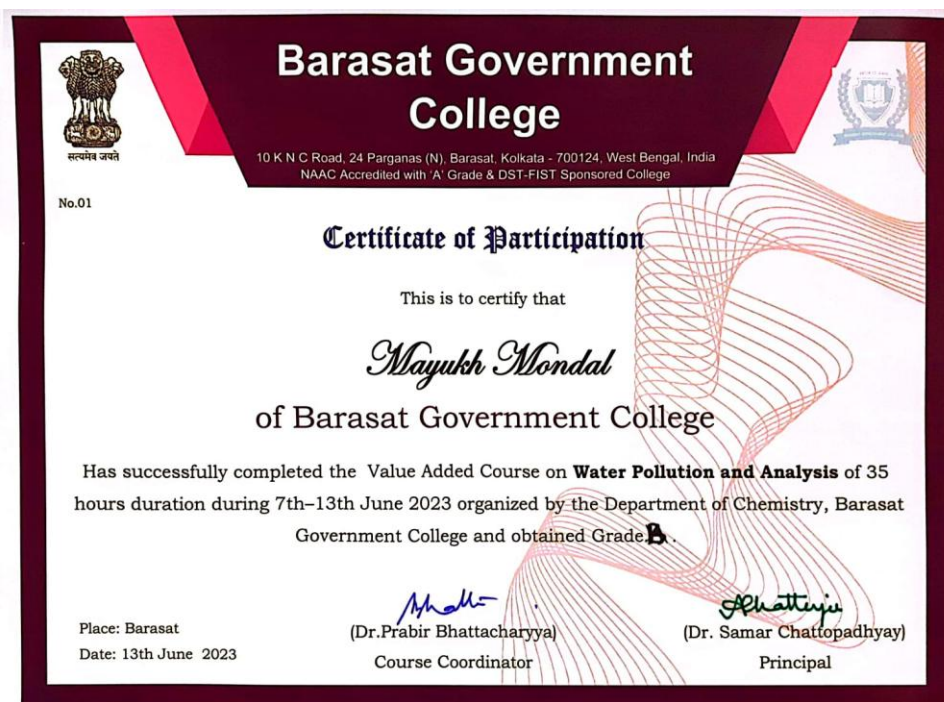 Barasat Government
College
10 K N C Road, 24 Parganas (N), Barasat, Kolkata - 700124, West Bengal, India
NAAC Accredited with 'A' Grade & DST-FIST Sponsored College
सत्यमेव जयते
No.01
Certificate of Participation
This is to certify that
Mayukh Mondal
of Barasat Government College
Has successfully completed the Value Added Course on Water Pollution and Analysis of 35
hours duration during 7th–13th June 2023 organized by the Department of Chemistry, Barasat
Government College and obtained Grade B.
Place: Barasat
Date: 13th June 2023
(Dr.Prabir Bhattacharyya)
Course Coordinator
(Dr. Samar Chattopadhyay)
Principal